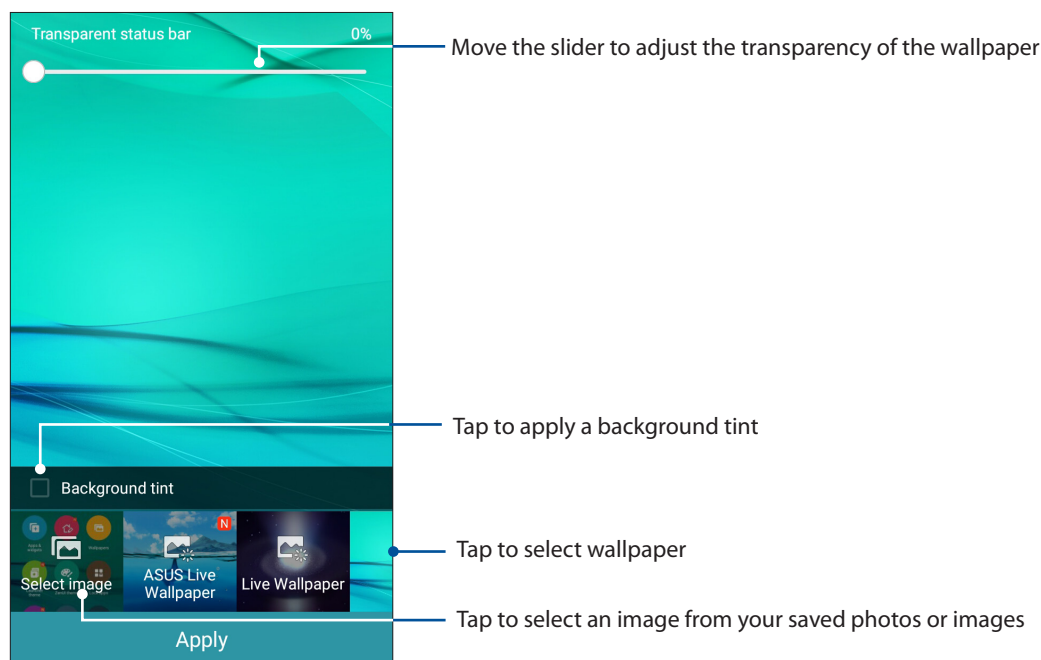 Transparent status bar 0%
Move the slider to adjust the transparency of the wallpaper
Tap to apply a background tint
Background tint
N
Tap to select wallpaper
Select image
ASUS Live
Wallpaper
Live Wallpaper
Tap to select an image from your saved photos or images
Apply